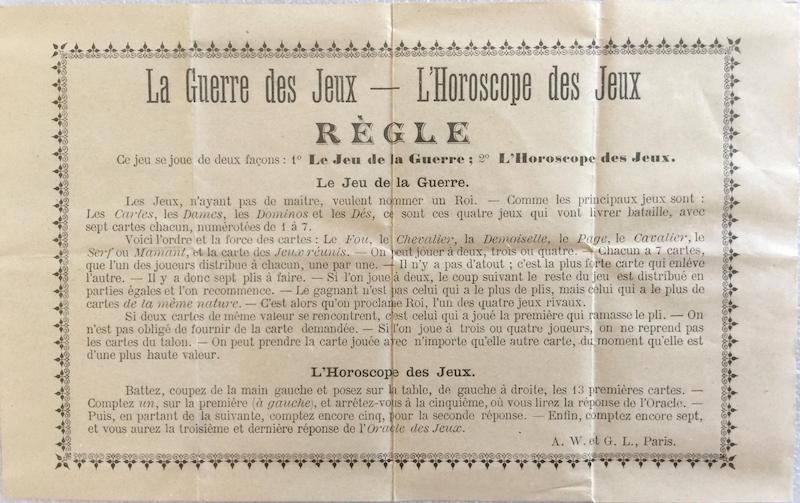 La Guerre des Jeux — L'Horoscope des Jeux
RÈGLE
Ce jeu se joue de deux façons : 1º Le Jeu de la Guerre ; 2º L'Horoscope des Jeux.
Le Jeu de la Guerre.
Les Jeux, n'ayant pas de maître, veulent nommer un Roi. — Comme les principaux jeux sont :
Les Cartes, les Dames, les Dominos et les Dés, ce sont ces quatre jeux qui vont livrer bataille, avec
sept cartes chacun, numérotées de 1 à 7.
Voici l'ordre et la force des cartes : Le Fou, le Chevalier, la Demoiselle, le Page, le Cavalier, le
Serf ou Mamant, et la carte des Jeux réunis. — On peut jouer à deux, trois ou quatre. — Chacun a 7 cartes,
que l'un des joueurs distribue à chacun, une par une. — Il n'y a pas d'atout ; c'est la plus forte carte qui enlève
l'autre. — Il y a donc sept plis à faire. — Si l'on joue à deux, le coup suivant le reste du jeu est distribué en
parties égales et l'on recommence. — Le gagnant n'est pas celui qui a le plus de plis, mais celui qui a le plus de
cartes de la même nature. — C'est alors qu'on proclame Roi, l'un des quatre jeux rivaux.
Si deux cartes de même valeur se rencontrent, c'est celui qui a joué la première qui ramasse le pli. — On
n'est pas obligé de fournir de la carte demandée. — Si l'on joue à trois ou quatre joueurs, on ne reprend pas
les cartes du talon. — On peut prendre la carte jouée avec n'importe qu'elle autre carte, du moment qu'elle est
d'une plus haute valeur.
L'Horoscope des Jeux.
Battez, coupez de la main gauche et posez sur la table, de gauche à droite, les 13 premières cartes. —
Comptez un, sur la première (à gauche), et arrêtez-vous à la cinquième, où vous lirez la réponse de l'Oracle. —
Puis, en partant de la suivante, comptez encore cinq, pour la seconde réponse. — Enfin, comptez encore sept,
et vous aurez la troisième et dernière réponse de l'Oracle des Jeux.
A. W. et G. L., Paris.